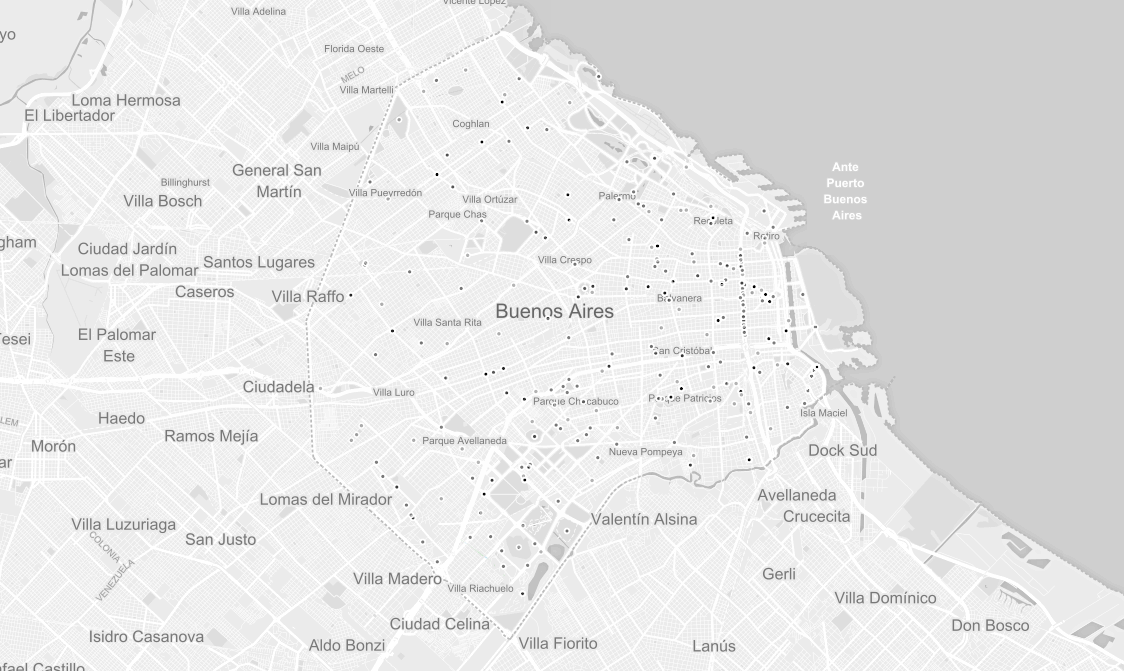 Vicente López
Villa Adelina
yo
Florida Oeste
MELO
Villa Martelli
Loma Hermosa
El Libertador
Coghlan
Villa Maipú
Ante
Puerto
Buenos
Aires
General San
Martín
Billinghurst
Villa Bosch
Villa Pueyrredón
Villa Ortúzar
Palermo
Parque Chas
Recoleta
Retiro
gham
Ciudad Jardín
Lomas del Palomar
Santos Lugares
Villa Crespo
Caseros
Villa Raffo
Balvanera
Buenos Aires
Villa Santa Rita
Tesei
El Palomar
Este
San Cristóbal
Ciudadela
Villa Luro
Parque Chacabuco
Parque Patricios
Isla Maciel
Haedo
LEM
Ramos Mejía
Morón
Parque Avellaneda
Nueva Pompeya
Dock Sud
ar
Lomas del Mirador
Avellaneda
Crucecita
Villa Luzuriaga
Valentín Alsina
San Justo
COLONIA
VENEZUELA
Villa Madero
Villa Riachuelo
Gerli
Villa Domínico
Ciudad Celina
Don Bosco
Isidro Casanova
Aldo Bonzi
Villa Fiorito
Lanús
afael Castillo